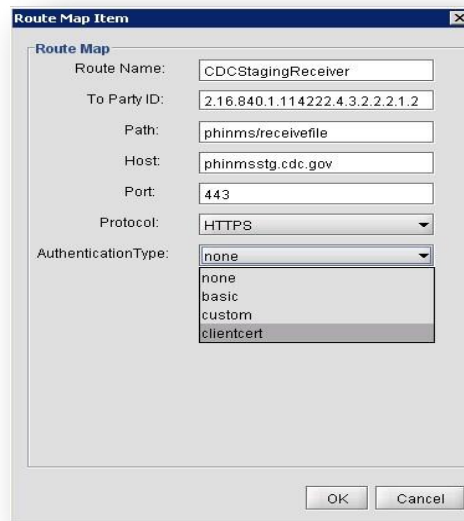 Route Map Item
Route Map
Route Name: CDCStagingReceiver
To Party ID: 2.16.840.1.114222.4.3.2.2.2.1.2
Path: phinms/receivefile
Host: phinmsstg.cdc.gov
Port: 443
Protocol: HTTPS
AuthenticationType: none
none
basic
custom
clientcert
OK Cancel